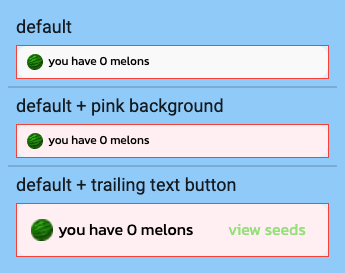 default
you have 0 melons
default + pink background
you have 0 melons
default + trailing text button
you have 0 melons view seeds